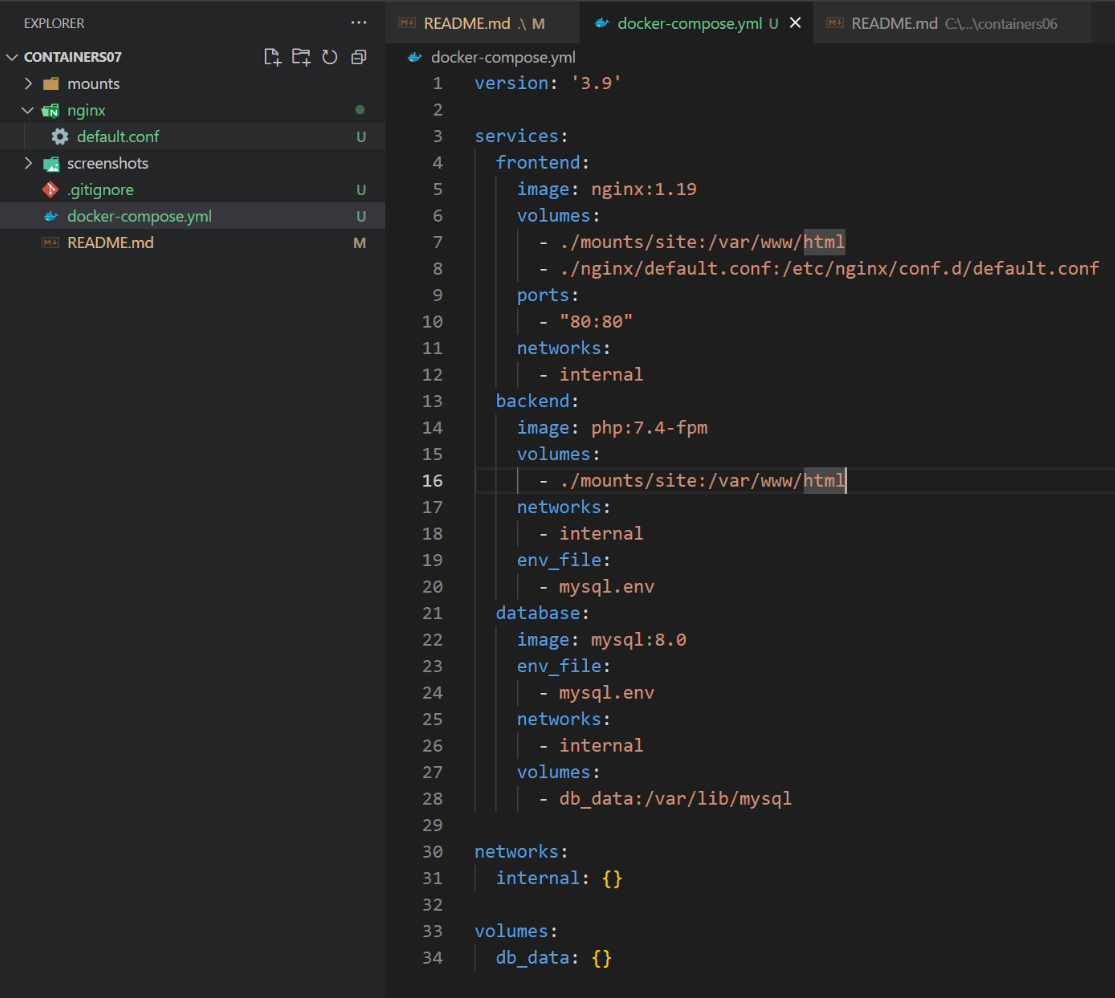 EXPLORER ...
CONTAINERS07
mounts
nginx
default.conf U
screenshots
.gitignore U
docker-compose.yml U
README.md M
README.md .\ M
docker-compose.yml U
README.md C:\...\containers06
docker-compose.yml
1 version: '3.9'
2
3 services:
4   frontend:
5     image: nginx:1.19
6     volumes:
7       - ./mounts/site:/var/www/html
8       - ./nginx/default.conf:/etc/nginx/conf.d/default.conf
9     ports:
10       - "80:80"
11     networks:
12       - internal
13   backend:
14     image: php:7.4-fpm
15     volumes:
16       - ./mounts/site:/var/www/html
17     networks:
18       - internal
19     env_file:
20       - mysql.env
21   database:
22     image: mysql:8.0
23     env_file:
24       - mysql.env
25     networks:
26       - internal
27     volumes:
28       - db_data:/var/lib/mysql
29
30 networks:
31   internal: {}
32
33 volumes:
34   db_data: {}